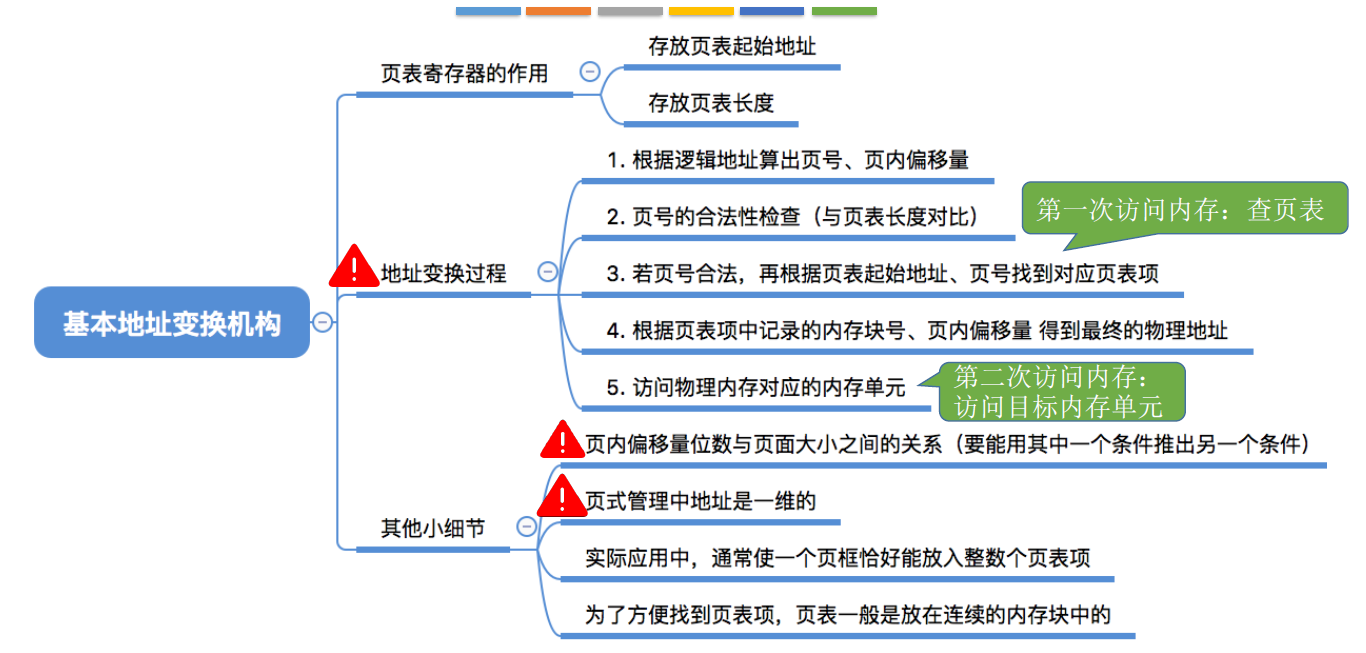 基本地址变换机构
页表寄存器的作用
存放页表起始地址
存放页表长度
地址变换过程
1. 根据逻辑地址算出页号、页内偏移量
2. 页号的合法性检查（与页表长度对比）
第一次访问内存：查页表
3. 若页号合法，再根据页表起始地址、页号找到对应页表项
4. 根据页表项中记录的内存块号、页内偏移量 得到最终的物理地址
5. 访问物理内存对应的内存单元
第二次访问内存：
访问目标内存单元
其他小细节
页内偏移量位数与页面大小之间的关系（要能用其中一个条件推出另一个条件）
页式管理中地址是一维的
实际应用中，通常使一个页框恰好能放入整数个页表项
为了方便找到页表项，页表一般是放在连续的内存块中的